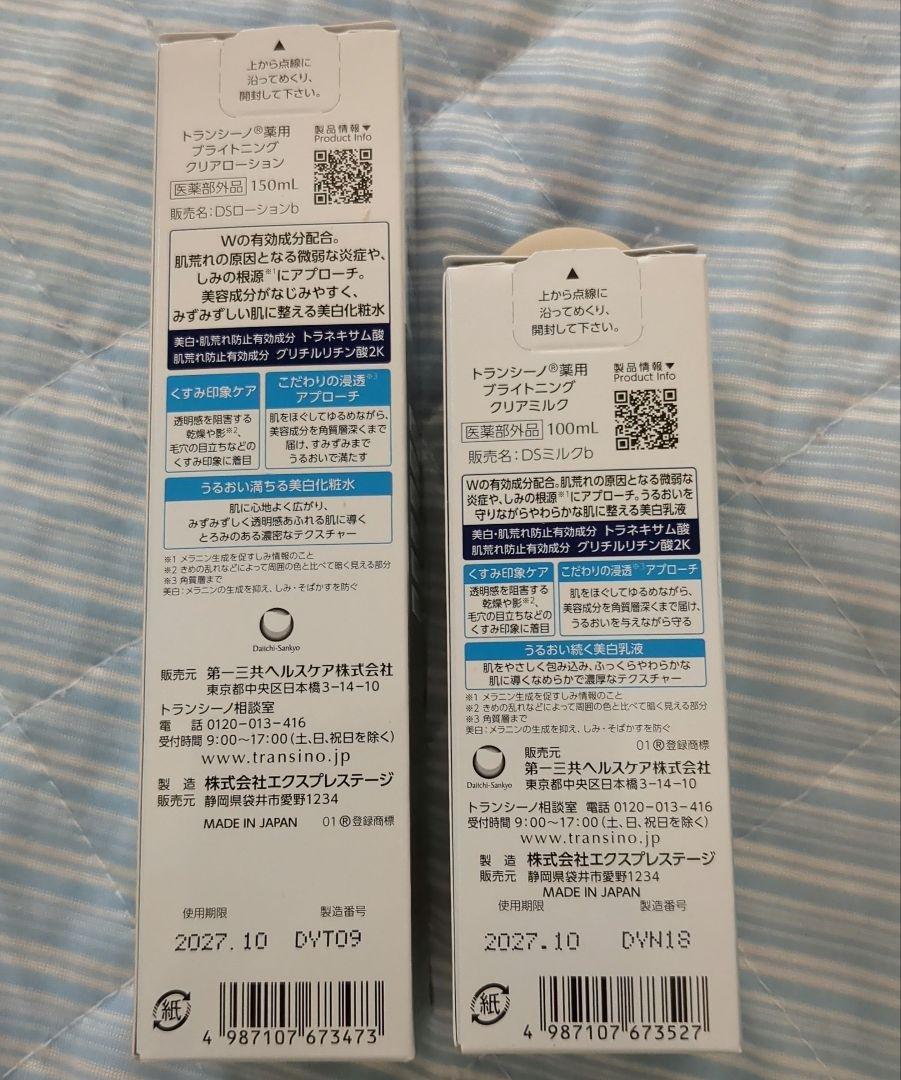 ▲
上から点線に
沿ってめくり、
開封して下さい。
トランシーノ®薬用
ブライトニング
クリアローション
製品情報▼
Product Info
医薬部外品 150mL
販売名:DSローションb
Wの有効成分配合。
肌荒れの原因となる微弱な炎症や、
しみの根源※1にアプローチ。
美容成分がなじみやすく、
みずみずしい肌に整える美白化粧水
美白・肌荒れ防止有効成分 トラネキサム酸
肌荒れ防止有効成分 グリチルリチン酸2K
くすみ印象ケア
透明感を阻害する
乾燥や影※2、
毛穴の目立ちなどの
くすみ印象に着目
こだわりの浸透※3
アプローチ
肌をほぐしてゆるめながら、
美容成分を角質層深くまで
届け、すみずみまで
うるおいで満たす
うるおい満ちる美白化粧水
肌に心地よく広がり、
みずみずしく透明感あふれる肌に導く
とろみのある濃密なテクスチャー
※1 メラニン生成を促すしみ情報のこと
※2 きめの乱れなどによって周囲の色と比べて暗く見える部分
※3 角質層まで
美白:メラニンの生成を抑え、しみ・そばかすを防ぐ
Daiichi-Sankyo
販売元 第一三共ヘルスケア株式会社
東京都中央区日本橋3-14-10
トランシーノ相談室
電 話 0120-013-416
受付時間 9:00~17:00(土、日、祝日を除く)
www.transino.jp
製 造
販売元
株式会社エクスプレステージ
静岡県袋井市愛野1234
MADE IN JAPAN 01®登録商標
使用期限 製造番号
2027.10 DYT09
紙
4 987107 673473
▲
上から点線に
沿ってめくり、
開封して下さい。
トランシーノ®薬用
ブライトニング
クリアミルク
製品情報▼
Product Info
医薬部外品 100mL
販売名:DSミルクb
Wの有効成分配合。肌荒れの原因となる微弱な
炎症や、しみの根源※1にアプローチ。うるおいを
守りながらやわらかな肌に整える美白乳液
美白・肌荒れ防止有効成分 トラネキサム酸
肌荒れ防止有効成分 グリチルリチン酸2K
くすみ印象ケア
透明感を阻害する
乾燥や影※2、
毛穴の目立ちなどの
くすみ印象に着目
こだわりの浸透※3アプローチ
肌をほぐしてゆるめながら、
美容成分を角質層深くまで届け、
うるおいを与えながら守る
うるおい続く美白乳液
肌をやさしく包み込み、ふっくらやわらかな
肌に導くなめらかで濃厚なテクスチャー
※1 メラニン生成を促すしみ情報のこと
※2 きめの乱れなどによって周囲の色と比べて暗く見える部分
※3 角質層まで
美白:メラニンの生成を抑え、しみ・そばかすを防ぐ
01®登録商標
Daiichi-Sankyo
販売元
第一三共ヘルスケア株式会社
東京都中央区日本橋3-14-10
トランシーノ相談室 電話 0120-013-416
受付時間 9:00~17:00(土、日、祝日を除く)
www.transino.jp
製 造
販売元
株式会社エクスプレステージ
静岡県袋井市愛野1234
MADE IN JAPAN
使用期限 製造番号
2027.10 DYN18
紙
4 987107 673527